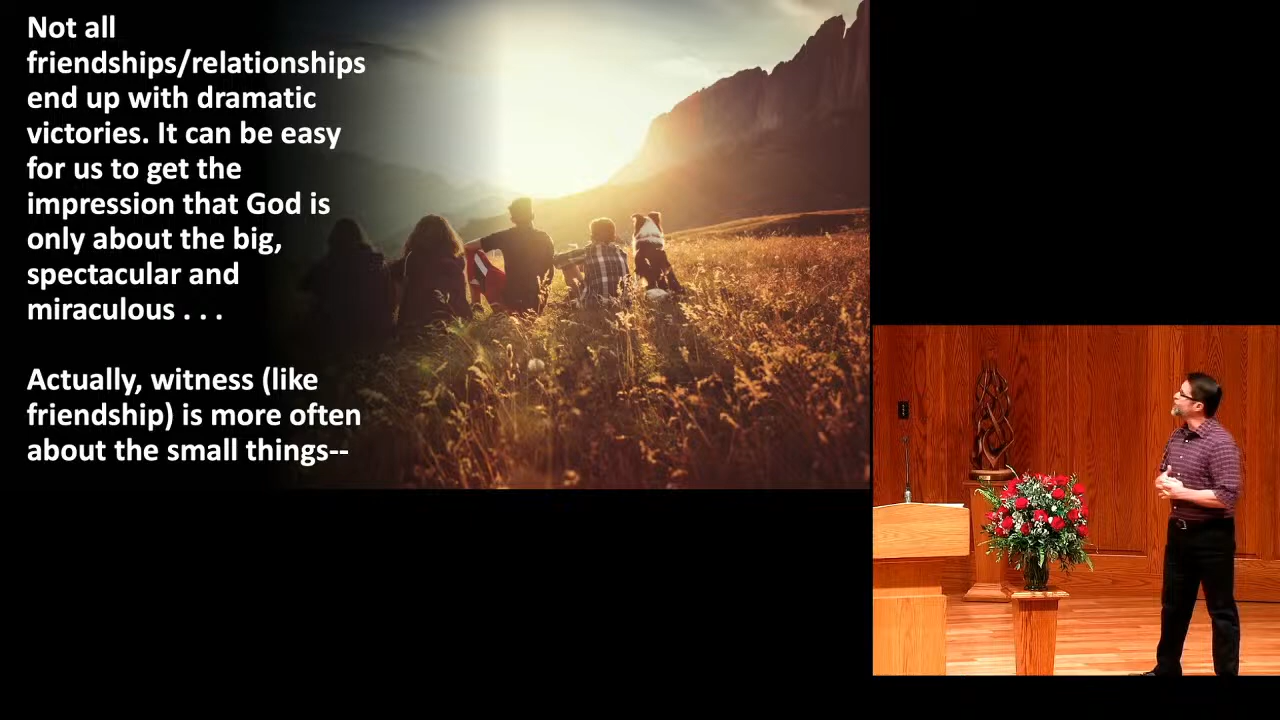 Not all
friendships/relationships
end up with dramatic
victories. It can be easy
for us to get the
impression that God is
only about the big,
spectacular and
miraculous . . .
Actually, witness (like
friendship) is more often
about the small things--